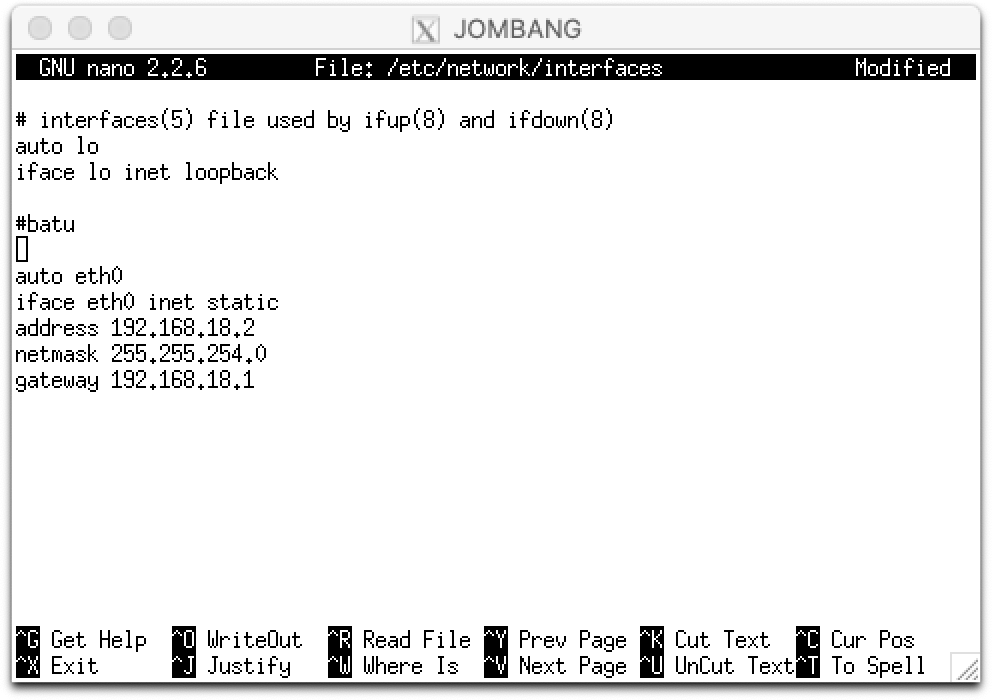 JOMBANG
GNU nano 2.2.6 File: /etc/network/interfaces Modified
# interfaces(5) file used by ifup(8) and ifdown(8)
auto lo
iface lo inet loopback
#batu
auto eth0
iface eth0 inet static
address 192.168.18.2
netmask 255.255.254.0
gateway 192.168.18.1
^G Get Help ^O WriteOut ^R Read File ^Y Prev Page ^K Cut Text ^C Cur Pos
^X Exit ^J Justify ^W Where Is ^V Next Page ^U UnCut Text ^T To Spell